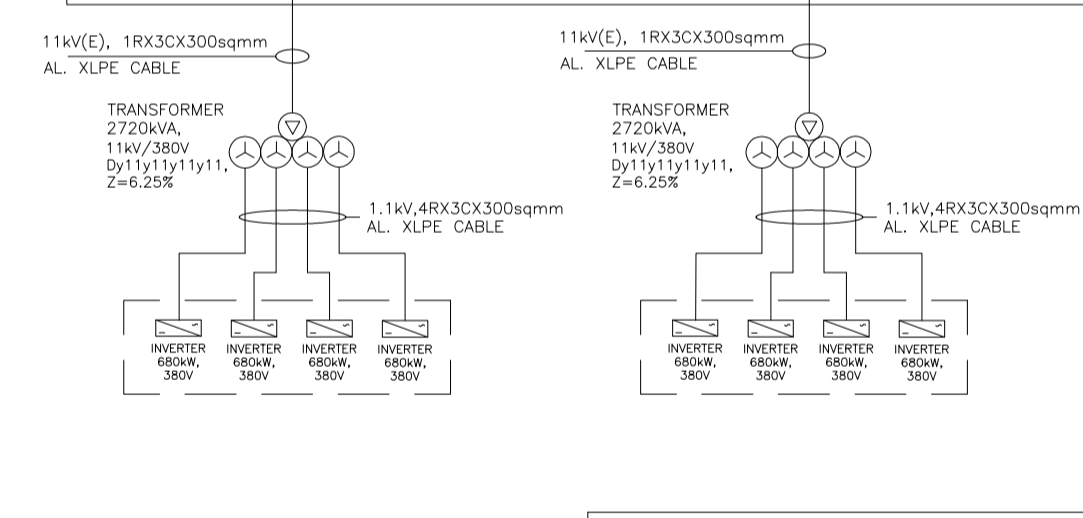 11kV(E), 1RX3CX300sqmm
AL. XLPE CABLE
TRANSFORMER
2720kVA,
11kV/380V
Dy11y11y11y11,
Z=6.25%
1.1kV,4RX3CX300sqmm
AL. XLPE CABLE
INVERTER
680kW,
380V
INVERTER
680kW,
380V
INVERTER
680kW,
380V
INVERTER
680kW,
380V
11kV(E), 1RX3CX300sqmm
AL. XLPE CABLE
TRANSFORMER
2720kVA,
11kV/380V
Dy11y11y11y11,
Z=6.25%
1.1kV,4RX3CX300sqmm
AL. XLPE CABLE
INVERTER
680kW,
380V
INVERTER
680kW,
380V
INVERTER
680kW,
380V
INVERTER
680kW,
380V